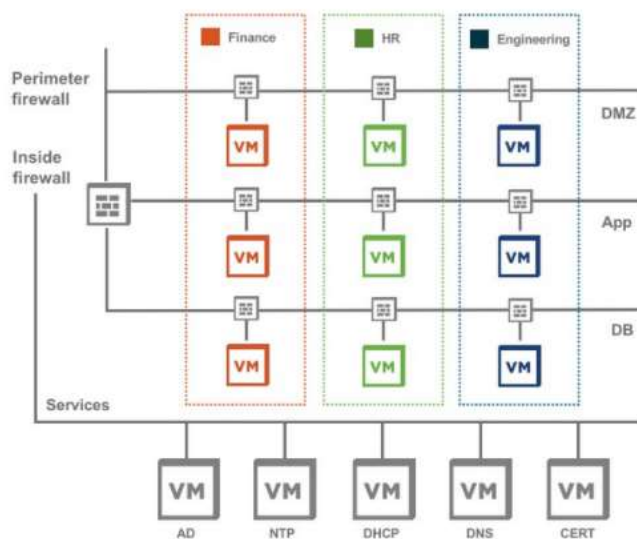 Finance
HR
Engineering
Perimeter
firewall
DMZ
VM
VM
VM
Inside
firewall
App
VM
VM
VM
DB
VM
VM
VM
Services
VM
VM
VM
VM
VM
AD
NTP
DHCP
DNS
CERT